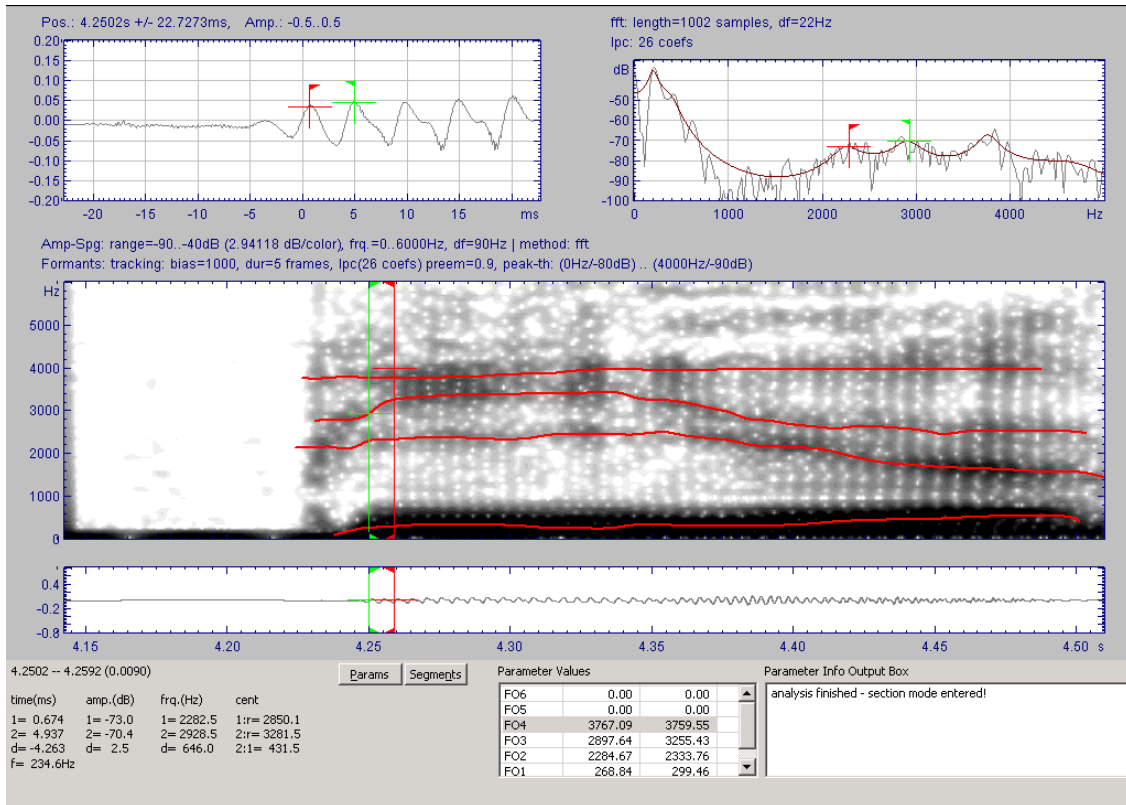 Pos.: 4.2502s +/- 22.7273ms,   Amp.: -0.5..0.5
0.20
0.15
0.10
0.05
0.00
-0.05
-0.10
-0.15
-0.20
-20 -10 -5 0 5 10 15 ms
fft: length=1002 samples, df=22Hz
lpc: 26 coefs
dB
-50
-60
-70
-80
-90
-100
0 1000 2000 3000 4000 Hz
Amp-Spg: range=-90..-40dB (2.94118 dB/color), frq.=0..6000Hz, df=90Hz | method: fft
Formants: tracking: bias=1000, dur=5 frames, lpc(26 coefs) preem=0.9, peak-th: (0Hz/-80dB) .. (4000Hz/-90dB)
Hz
5000
4000
3000
2000
1000
0
0.4
-0.2
-0.8
4.15 4.20 4.25 4.30 4.35 4.40 4.45 4.50 s
4.2502 -- 4.2592 (0.0090)
Params Segments
time(ms) amp.(dB) frq.(Hz) cent
1= 0.674 1= -73.0 1= 2282.5 1:r= 2850.1
2= 4.937 2= -70.4 2= 2928.5 2:r= 3281.5
d= -4.263 d= 2.5 d= 646.0 2:1= 431.5
f= 234.6Hz
Parameter Values
FO6 0.00 0.00
FO5 0.00 0.00
FO4 3767.09 3759.55
FO3 2897.64 3255.43
FO2 2284.67 2333.76
FO1 268.84 299.46
Parameter Info Output Box
analysis finished - section mode entered!